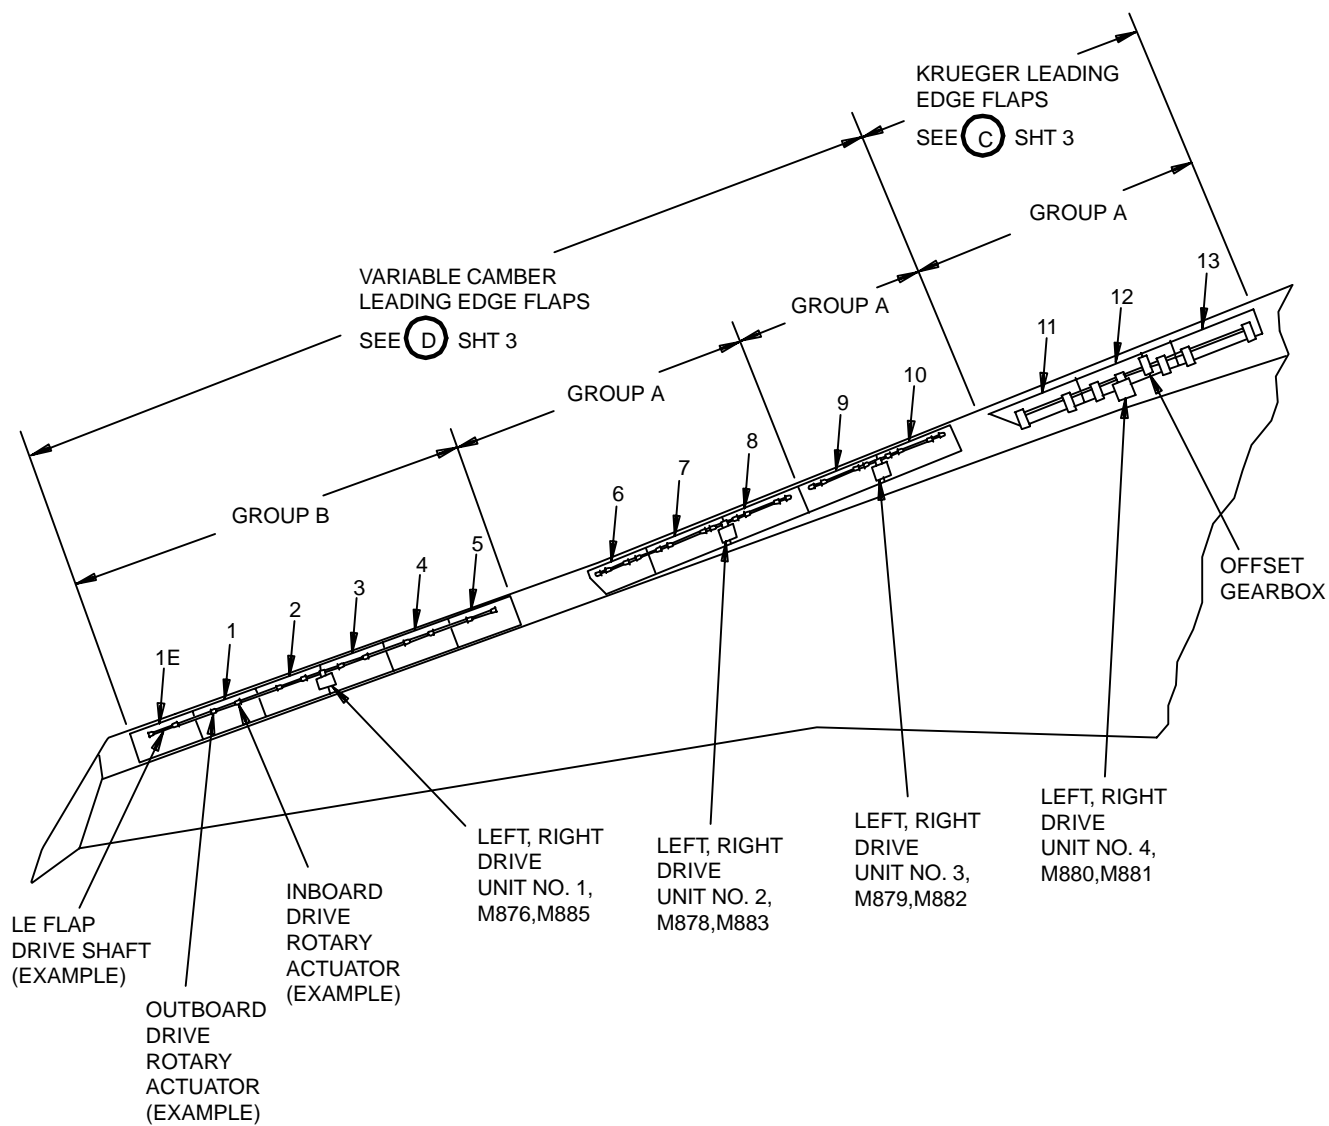 KRUEGER LEADING
EDGE FLAPS
SEE C SHT 3
GROUP A
VARIABLE CAMBER
LEADING EDGE FLAPS
SEE D SHT 3
GROUP A
GROUP A
GROUP B
13
12
11
10
9
8
7
6
5
4
3
2
1
1E
OFFSET
GEARBOX
LEFT, RIGHT
DRIVE
UNIT NO. 4,
M880,M881
LEFT, RIGHT
DRIVE
UNIT NO. 3,
M879,M882
LEFT, RIGHT
DRIVE
UNIT NO. 2,
M878,M883
LEFT, RIGHT
DRIVE
UNIT NO. 1,
M876,M885
INBOARD
DRIVE
ROTARY
ACTUATOR
(EXAMPLE)
LE FLAP
DRIVE SHAFT
(EXAMPLE)
OUTBOARD
DRIVE
ROTARY
ACTUATOR
(EXAMPLE)